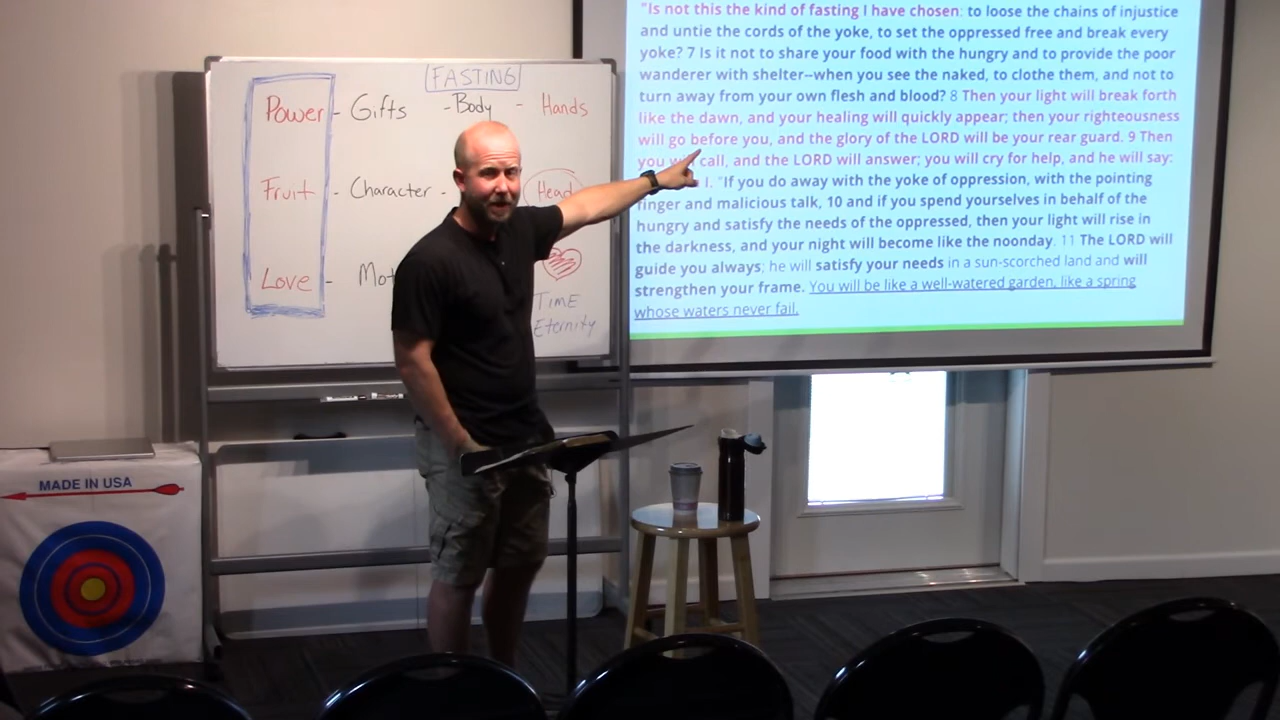 FASTING
Power - Gifts - Body - Hands
Fruit - Character - Head
Love -
TIME
Eternity
"Is not this the kind of fasting I have chosen: to loose the chains of injustice
and untie the cords of the yoke, to set the oppressed free and break every
yoke? 7 Is it not to share your food with the hungry and to provide the poor
wanderer with shelter--when you see the naked, to clothe them, and not to
turn away from your own flesh and blood? 8 Then your light will break forth
like the dawn, and your healing will quickly appear; then your righteousness
will go before you, and the glory of the LORD will be your rear guard. 9 Then
you will call, and the LORD will answer; you will cry for help, and he will say:
I. "If you do away with the yoke of oppression, with the pointing
finger and malicious talk, 10 and if you spend yourselves in behalf of the
hungry and satisfy the needs of the oppressed, then your light will rise in
the darkness, and your night will become like the noonday. 11 The LORD will
guide you always; he will satisfy your needs in a sun-scorched land and will
strengthen your frame. You will be like a well-watered garden, like a spring
whose waters never fail.
MADE IN USA